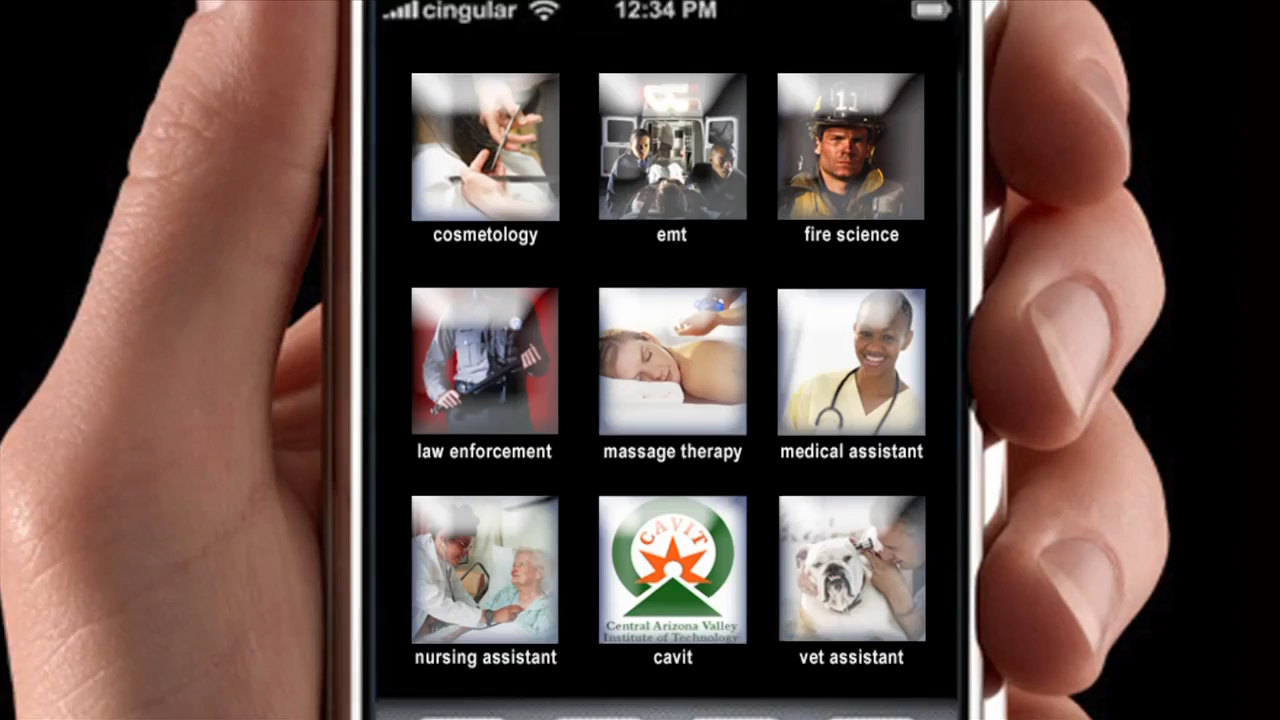 cingular 12:34 PM
11
cosmetology emt fire science
law enforcement massage therapy medical assistant
CAVIT
Central Arizona Valley
Institute of Technology
nursing assistant cavit vet assistant